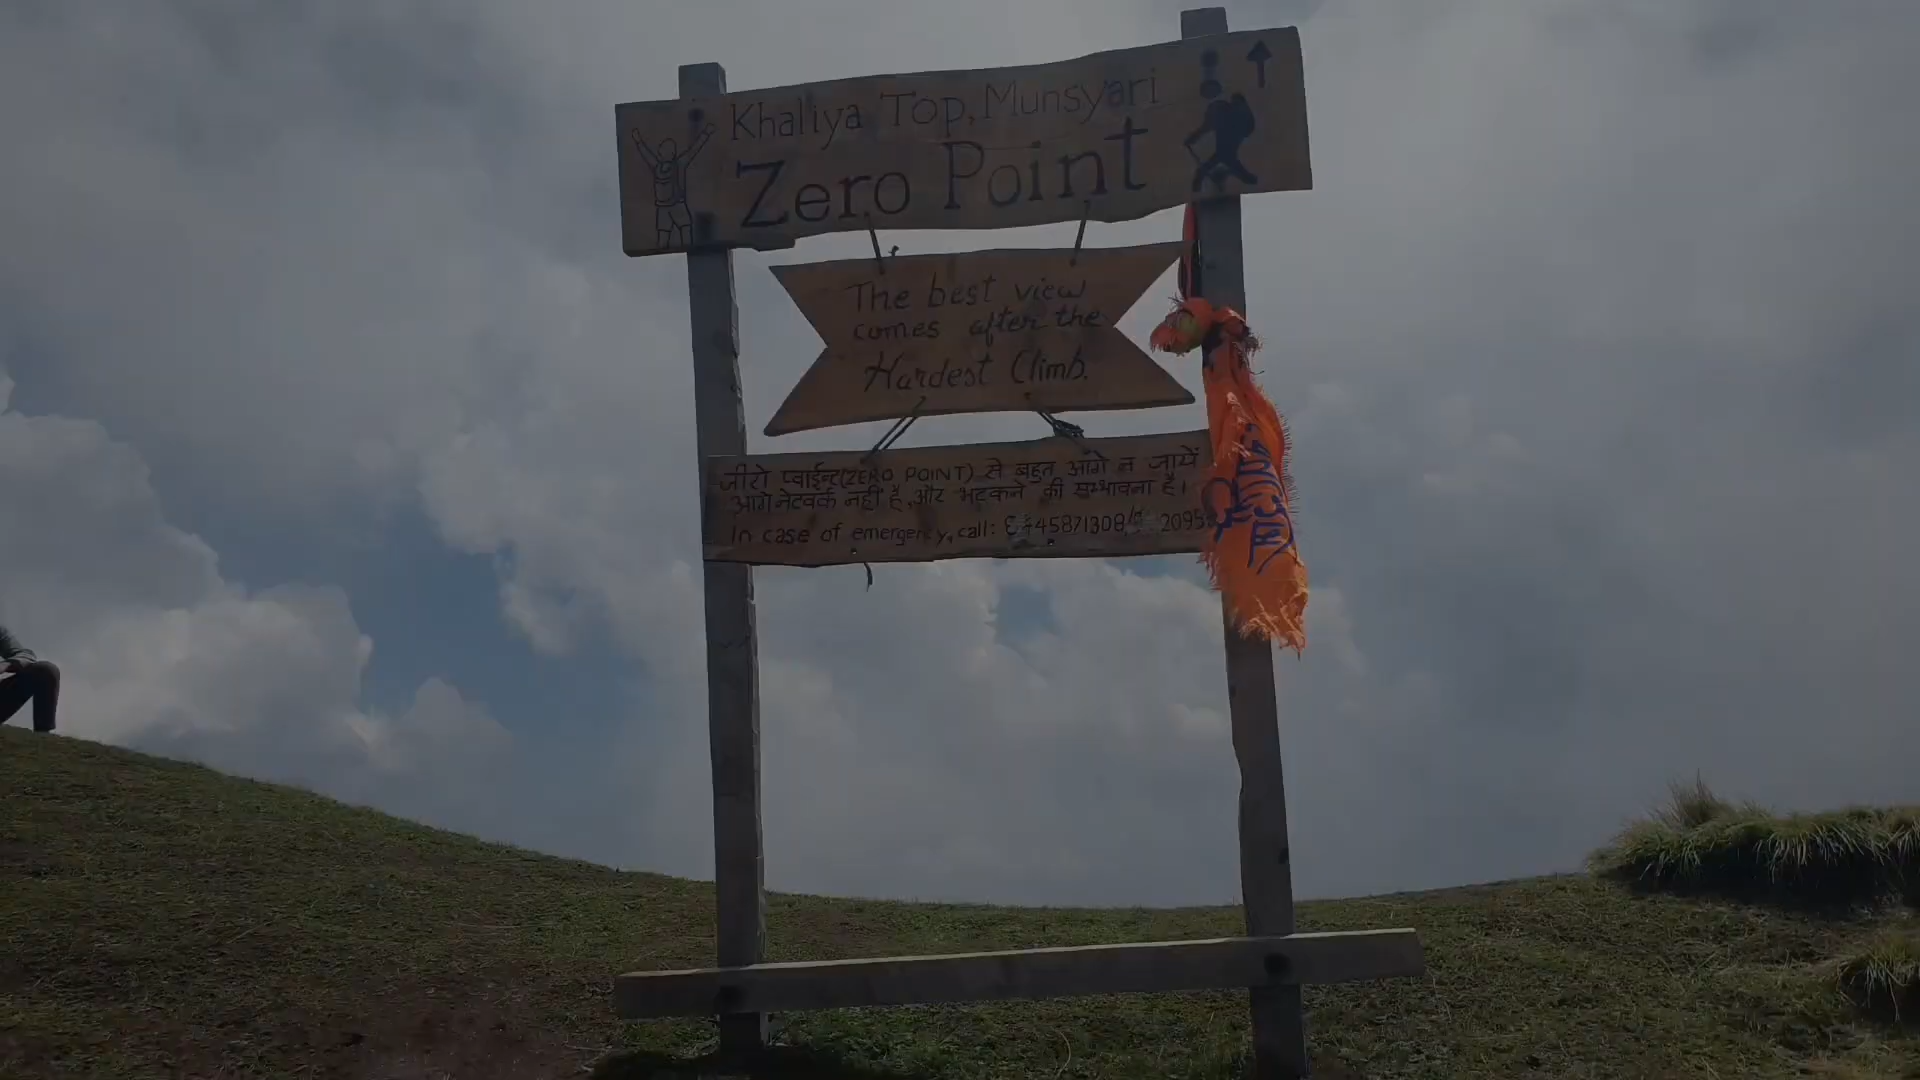 Khaliya Top, Munsyari
Zero Point
The best view
comes after the
Hardest Climb.
जीरो प्वाईन्ट(ZERO POINT) से बहुत आगे न जायें
आगे नेटवर्क नहीं है, और भटकने की सम्भावना है।
In case of emergency, call: